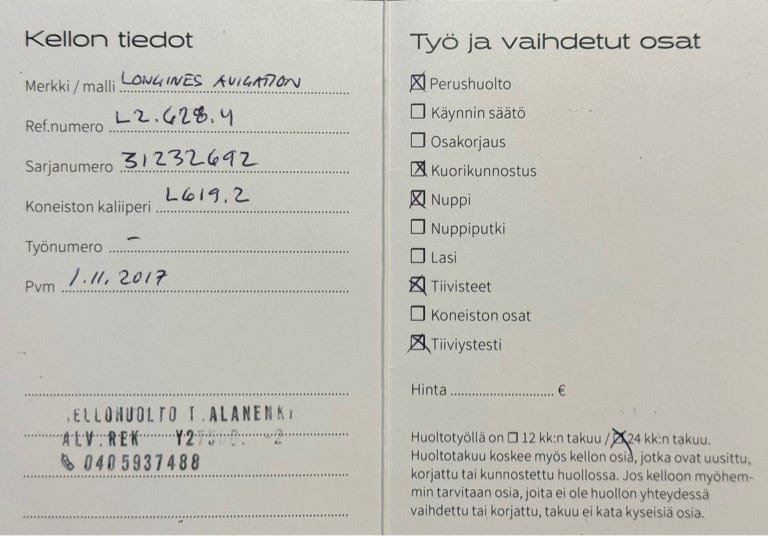 Kellon tiedot
Merkki / malli LONGINES AVIGATION
Ref.numero L2.628.4
Sarjanumero 31232692
Koneiston kaliiperi L619.2
Työnumero –
Pvm 1.11.2017
ELLOHUOLTO T.ALANEN
ALV.REK
0405937488
Työ ja vaihdetut osat
☒ Perushuolto
☐ Käynnin säätö
☐ Osakorjaus
☒ Kuorikunnostus
☒ Nuppi
☐ Nuppiputki
☐ Lasi
☒ Tiivisteet
☐ Koneiston osat
☒ Tiiviystesti
Hinta ........................ €
Huoltotyöllä on ☐ 12 kk:n takuu / ☒ 24 kk:n takuu.
Huoltotakuu koskee myös kellon osia, jotka ovat uusittu,
korjattu tai kunnostettu huollossa. Jos kelloon myöhem-
min tarvitaan osia, joita ei ole huollon yhteydessä
vaihdettu tai korjattu, takuu ei kata kyseisiä osia.